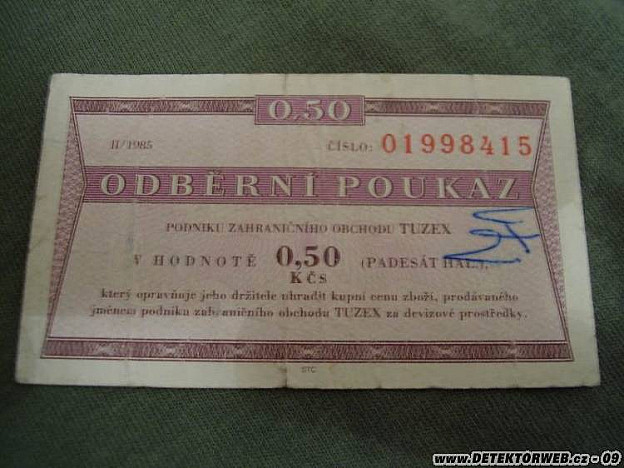 0,50
II/1985 ČÍSLO: 01998415
ODBĚRNÍ POUKAZ
PODNIKU ZAHRANIČNÍHO OBCHODU TUZEX
V HODNOTĚ 0,50 (PADESÁT HAL.),
KČS
který opravňuje jeho držitele uhradit kupní cenu zboží, prodávaného
jménem podniku zahraničního obchodu TUZEX za devizové prostředky.
STC
www.DETEKTORWEB.cz - 09